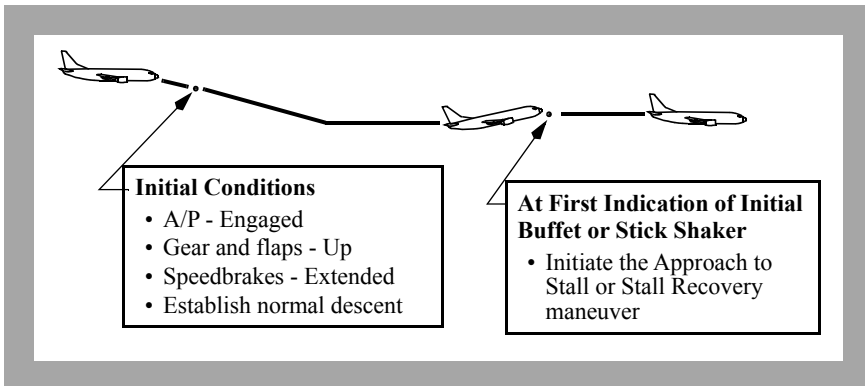 Initial Conditions
• A/P - Engaged
• Gear and flaps - Up
• Speedbrakes - Extended
• Establish normal descent
At First Indication of Initial
Buffet or Stick Shaker
• Initiate the Approach to
Stall or Stall Recovery
maneuver